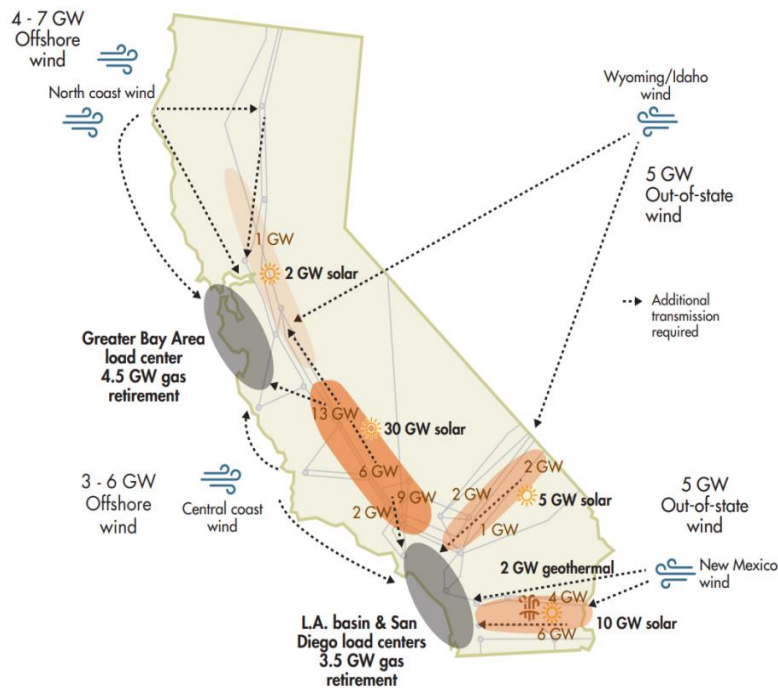 4 - 7 GW
Offshore
wind
North coast wind
Wyoming/Idaho
wind
5 GW
Out-of-state
wind
1 GW
2 GW solar
Additional
transmission
required
Greater Bay Area
load center
4.5 GW gas
retirement
13 GW
30 GW solar
6 GW
9 GW
2 GW
3 - 6 GW
Offshore
wind
Central coast
wind
2 GW
2 GW
5 GW solar
1 GW
5 GW
Out-of-state
wind
2 GW geothermal
New Mexico
wind
4 GW
10 GW solar
6 GW
L.A. basin & San
Diego load centers
3.5 GW gas
retirement